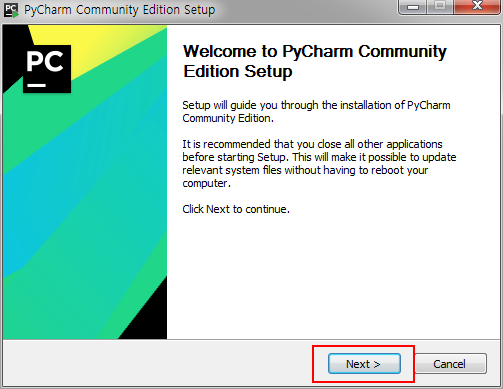 PC PyCharm Community Edition Setup
PC
Welcome to PyCharm Community
Edition Setup
Setup will guide you through the installation of PyCharm
Community Edition.
It is recommended that you close all other applications
before starting Setup. This will make it possible to update
relevant system files without having to reboot your
computer.
Click Next to continue.
Next >
Cancel